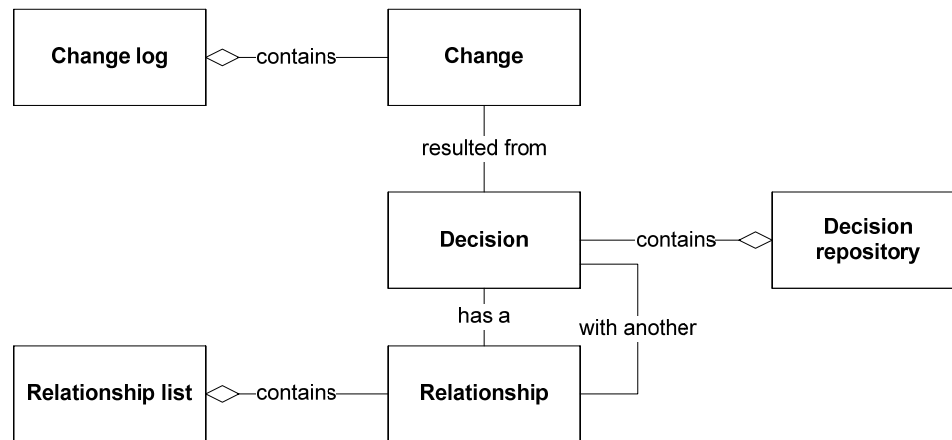 Change log
contains
Change
resulted from
Decision
contains
Decision
repository
has a
with another
Relationship list
contains
Relationship